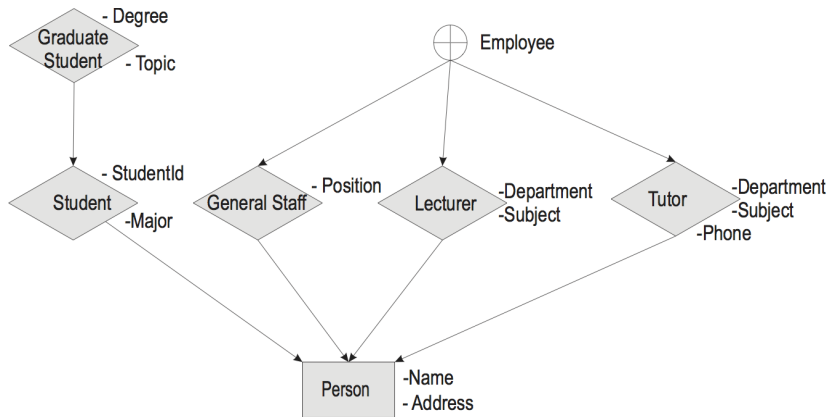 - Degree
Graduate
Student
- Topic
Employee
- StudentId
Student
-Major
General Staff
- Position
Lecturer
-Department
-Subject
Tutor
-Department
-Subject
-Phone
Person
-Name
- Address